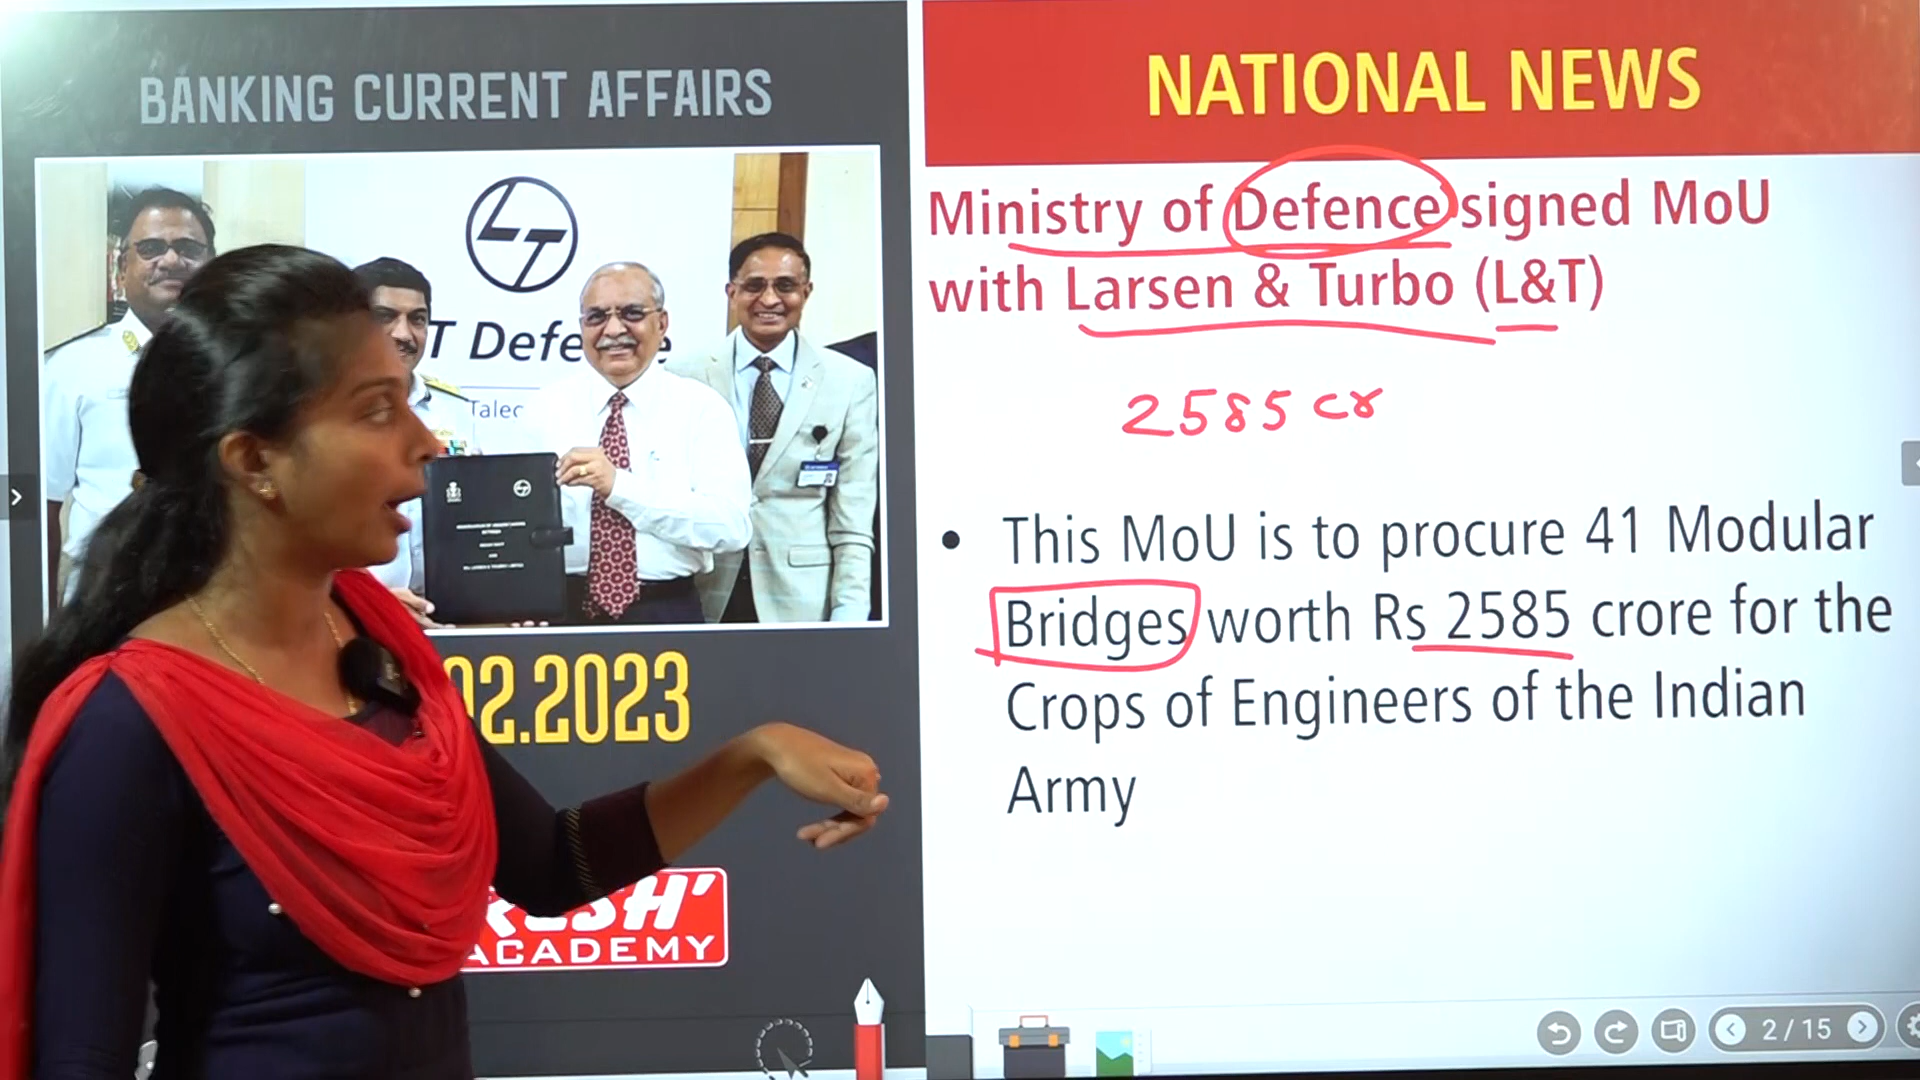 BANKING CURRENT AFFAIRS
LT
T Defe e
Talec
02.2023
ACADEMY
NATIONAL NEWS
Ministry of Defence signed MoU
with Larsen & Turbo (L&T)
2585 cr
• This MoU is to procure 41 Modular
Bridges worth Rs 2585 crore for the
Crops of Engineers of the Indian
Army
2 / 15